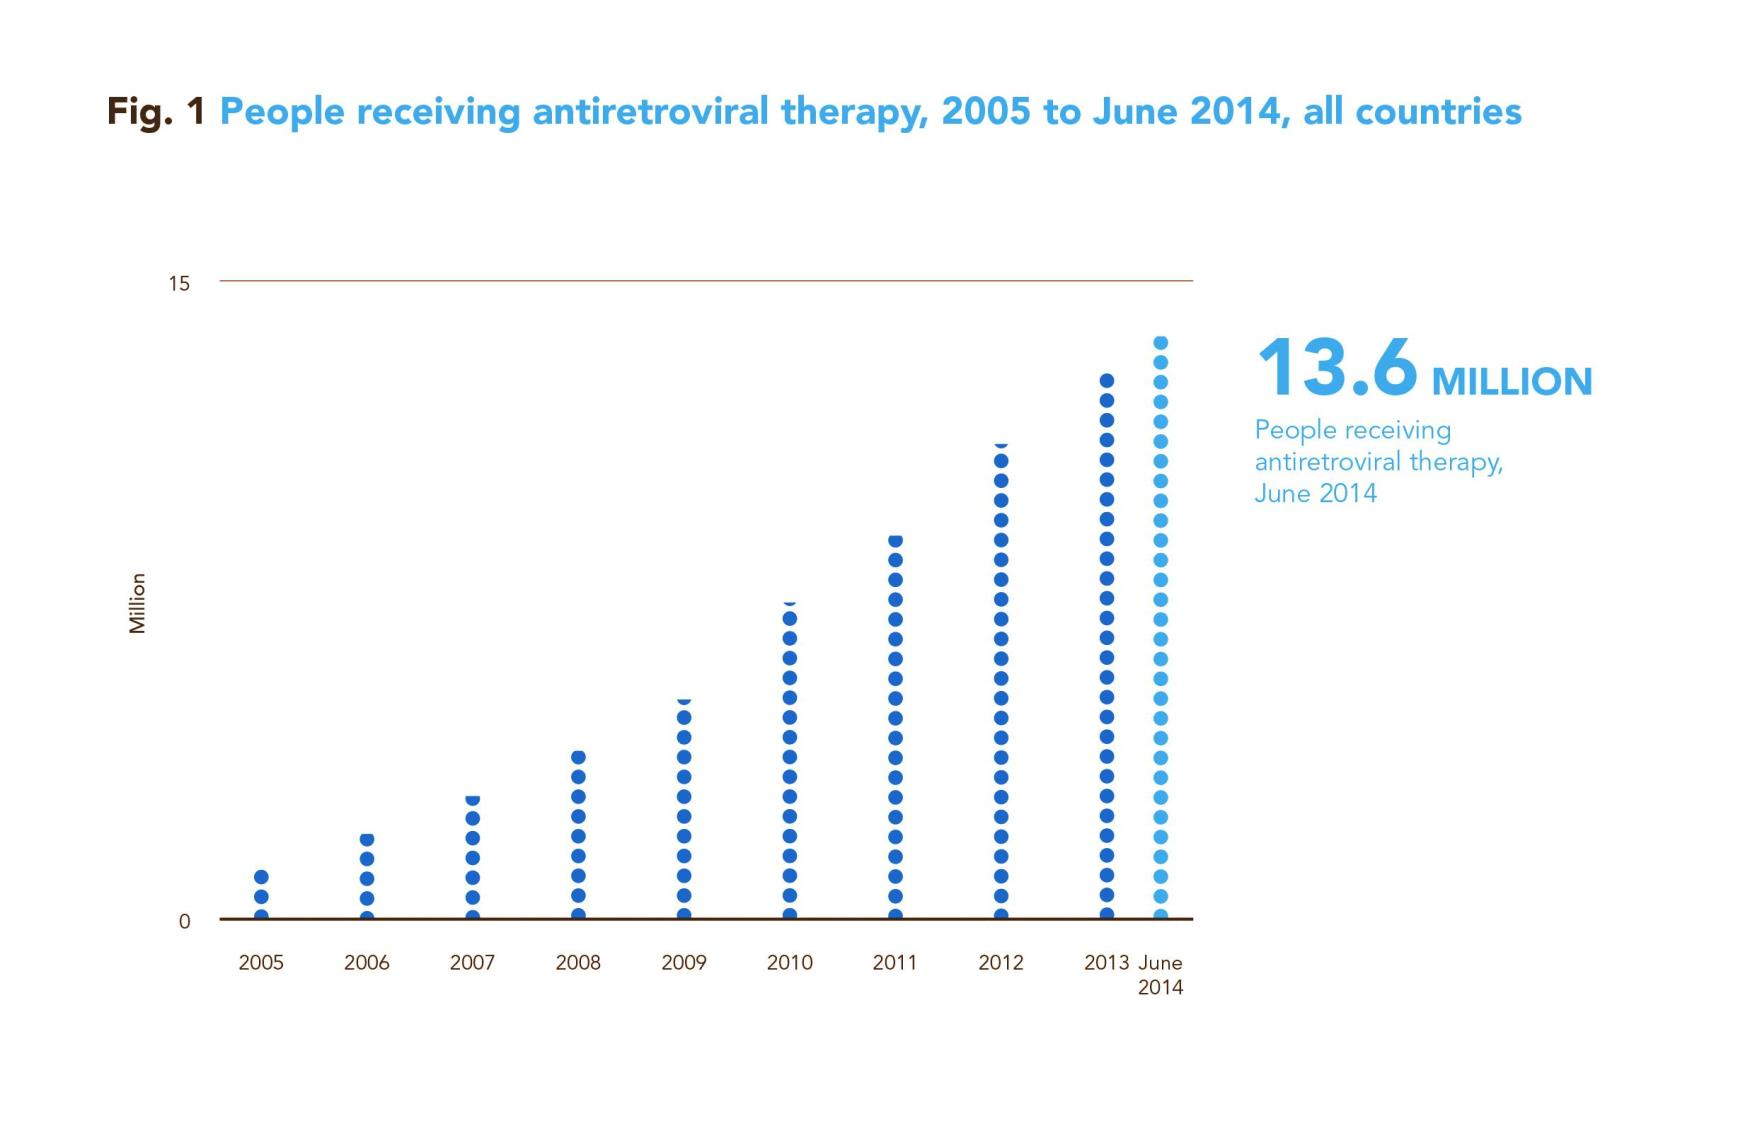 Fig. 1 People receiving antiretroviral therapy, 2005 to June 2014, all countries
15
13.6 MILLION
People receiving
antiretroviral therapy,
June 2014
Million
0
2005 2006 2007 2008 2009 2010 2011 2012 2013 June
2014